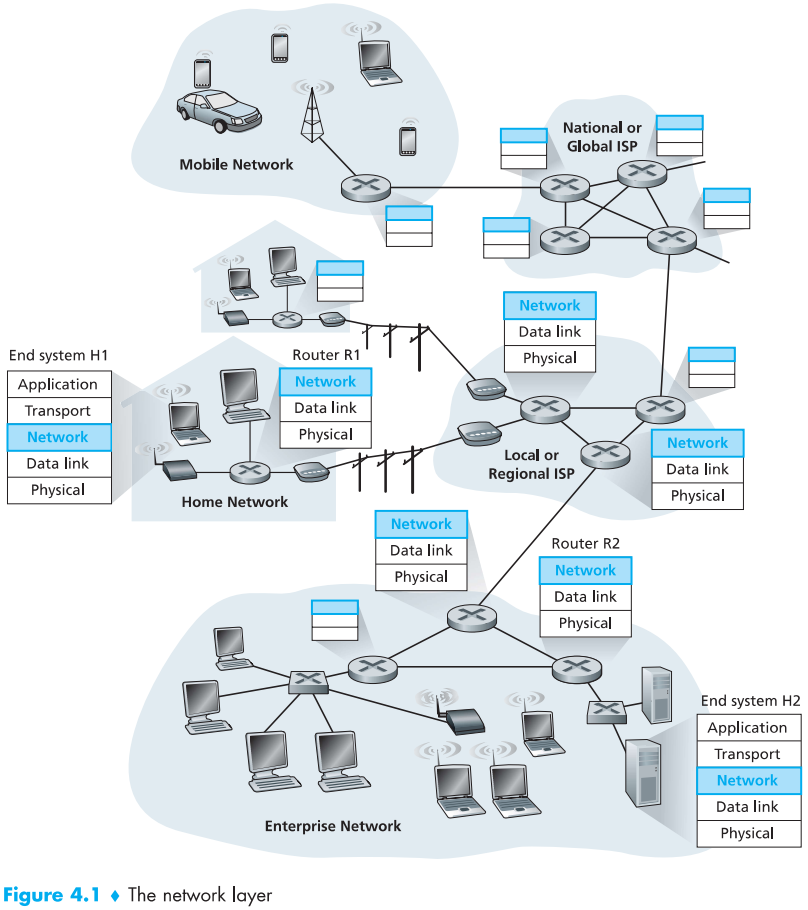 Mobile Network
National or
Global ISP
Network
Data link
Physical
End system H1
Application
Transport
Network
Data link
Physical
Router R1
Network
Data link
Physical
Home Network
Local or
Regional ISP
Network
Data link
Physical
Network
Data link
Physical
Router R2
Network
Data link
Physical
End system H2
Application
Transport
Network
Data link
Physical
Enterprise Network
Figure 4.1 ♦ The network layer